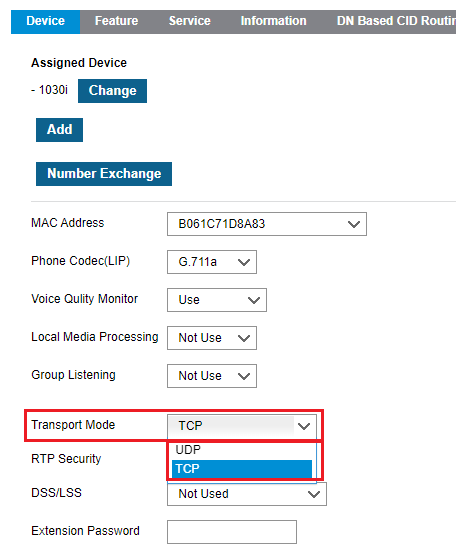 Device Feature Service Information DN Based CID Routin
Assigned Device
- 1030i Change
Add
Number Exchange
MAC Address B061C71D8A83
Phone Codec(LIP) G.711a
Voice Qulity Monitor Use
Local Media Processing Not Use
Group Listening Not Use
Transport Mode TCP
UDP
RTP Security TCP
DSS/LSS Not Used
Extension Password